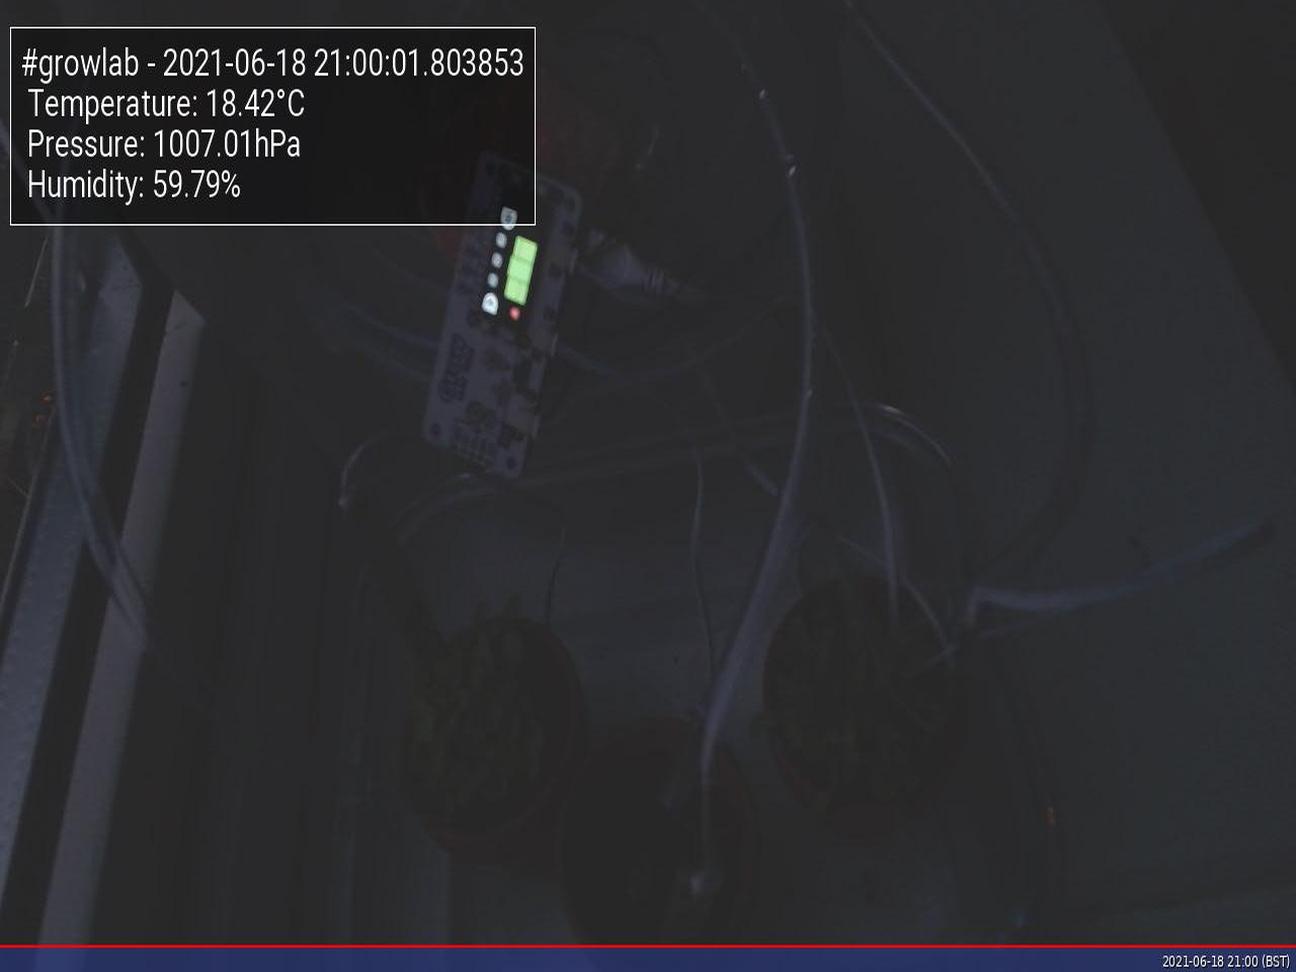 #growlab - 2021-06-18 21:00:01.803853
Temperature: 18.42°C
Pressure: 1007.01hPa
Humidity: 59.79%
2021-06-18 21:00 (BST)